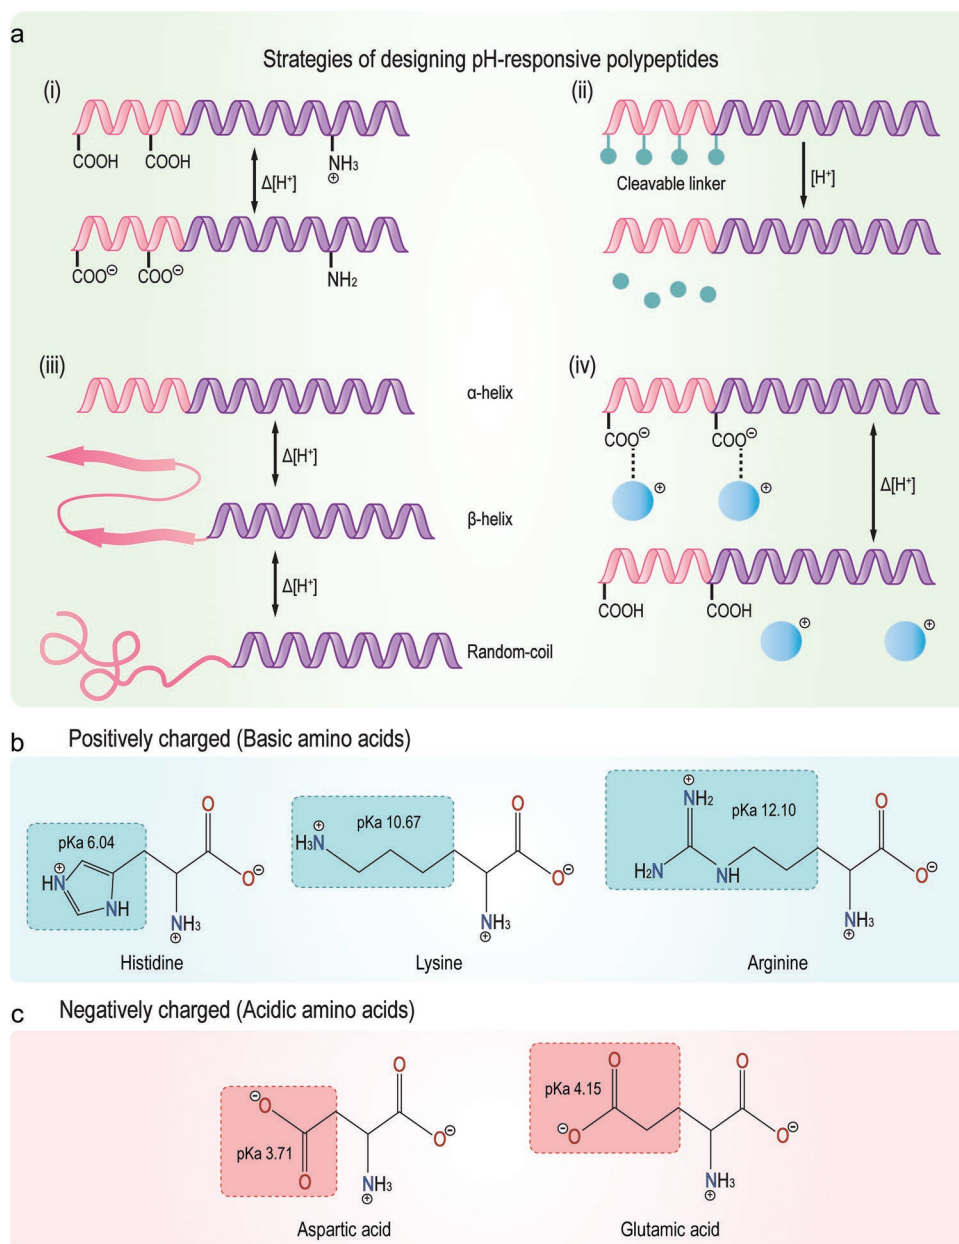 a
Strategies of designing pH-responsive polypeptides
(i)
COOH COOH NH₃ ⊕
Δ[H⁺]
COO⊖ COO⊖ NH₂
(ii)
Cleavable linker
[H⁺]
(iii)
α-helix
Δ[H⁺]
β-helix
Δ[H⁺]
Random-coil
(iv)
COO⊖ COO⊖
⊕ ⊕
Δ[H⁺]
COOH COOH
⊕ ⊕
b Positively charged (Basic amino acids)
pKa 6.04
O
HN⊕
NH
O⊖
NH₃
⊕
Histidine
pKa 10.67
O
⊕
H₃N
O⊖
NH₃
⊕
Lysine
⊕
NH₂
pKa 12.10
O
H₂N
NH
O⊖
NH₃
⊕
Arginine
c Negatively charged (Acidic amino acids)
O
⊖O
O⊖
pKa 3.71
O
NH₃
⊕
Aspartic acid
O
pKa 4.15
O
⊖O
O⊖
NH₃
⊕
Glutamic acid